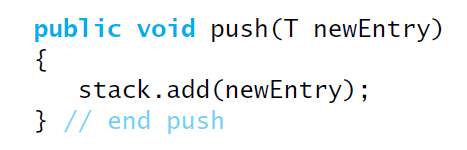 public void push(T newEntry)
{
   stack.add(newEntry);
} // end push